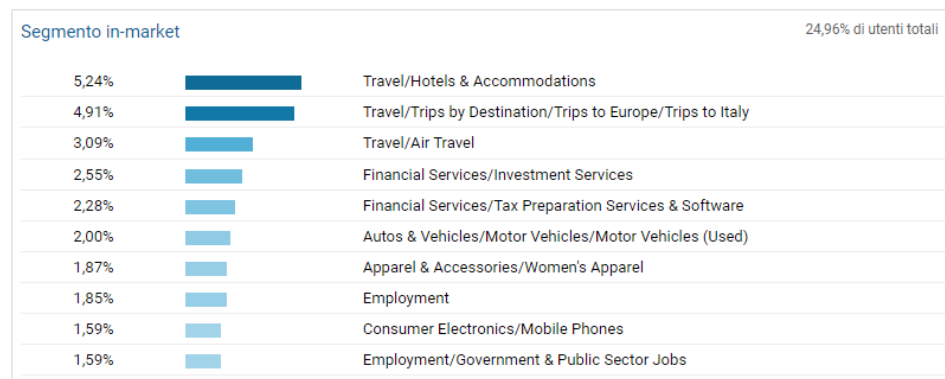 Segmento in-market 24,96% di utenti totali
5,24% Travel/Hotels & Accommodations
4,91% Travel/Trips by Destination/Trips to Europe/Trips to Italy
3,09% Travel/Air Travel
2,55% Financial Services/Investment Services
2,28% Financial Services/Tax Preparation Services & Software
2,00% Autos & Vehicles/Motor Vehicles/Motor Vehicles (Used)
1,87% Apparel & Accessories/Women's Apparel
1,85% Employment
1,59% Consumer Electronics/Mobile Phones
1,59% Employment/Government & Public Sector Jobs